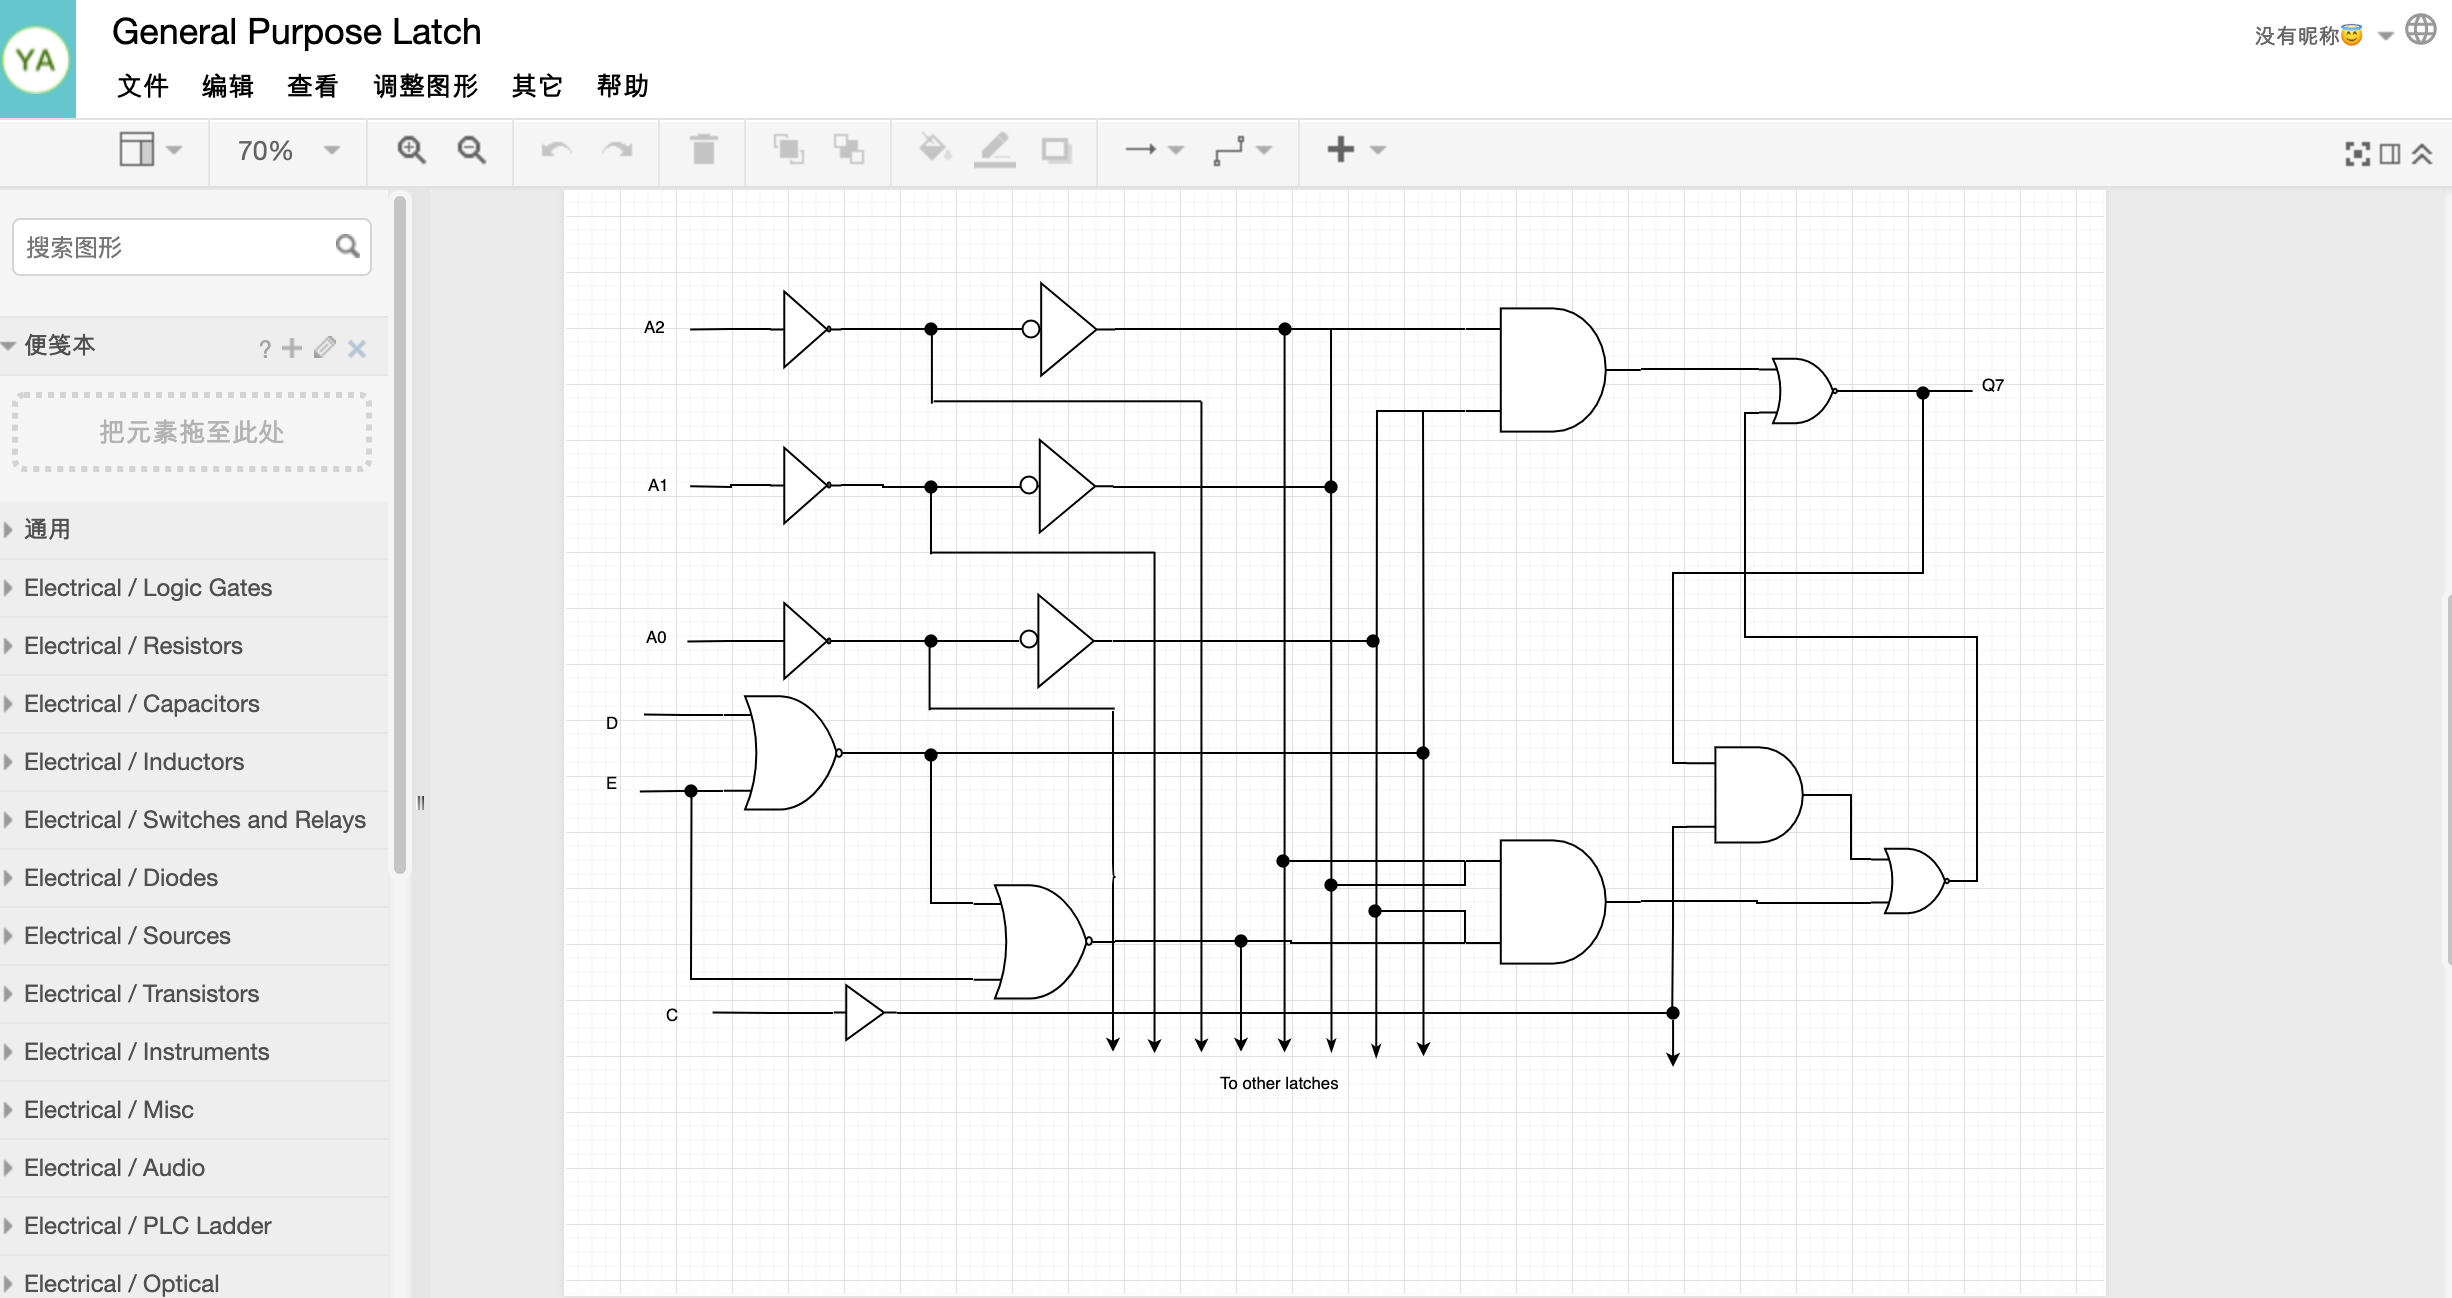 YA
General Purpose Latch
没有昵称😇
文件 编辑 查看 调整图形 其它 帮助
70%
搜索图形
便笺本
?
把元素拖至此处
通用
Electrical / Logic Gates
Electrical / Resistors
Electrical / Capacitors
Electrical / Inductors
Electrical / Switches and Relays
Electrical / Diodes
Electrical / Sources
Electrical / Transistors
Electrical / Instruments
Electrical / Misc
Electrical / Audio
Electrical / PLC Ladder
Electrical / Optical
A2
Q7
A1
A0
D
E
C
To other latches